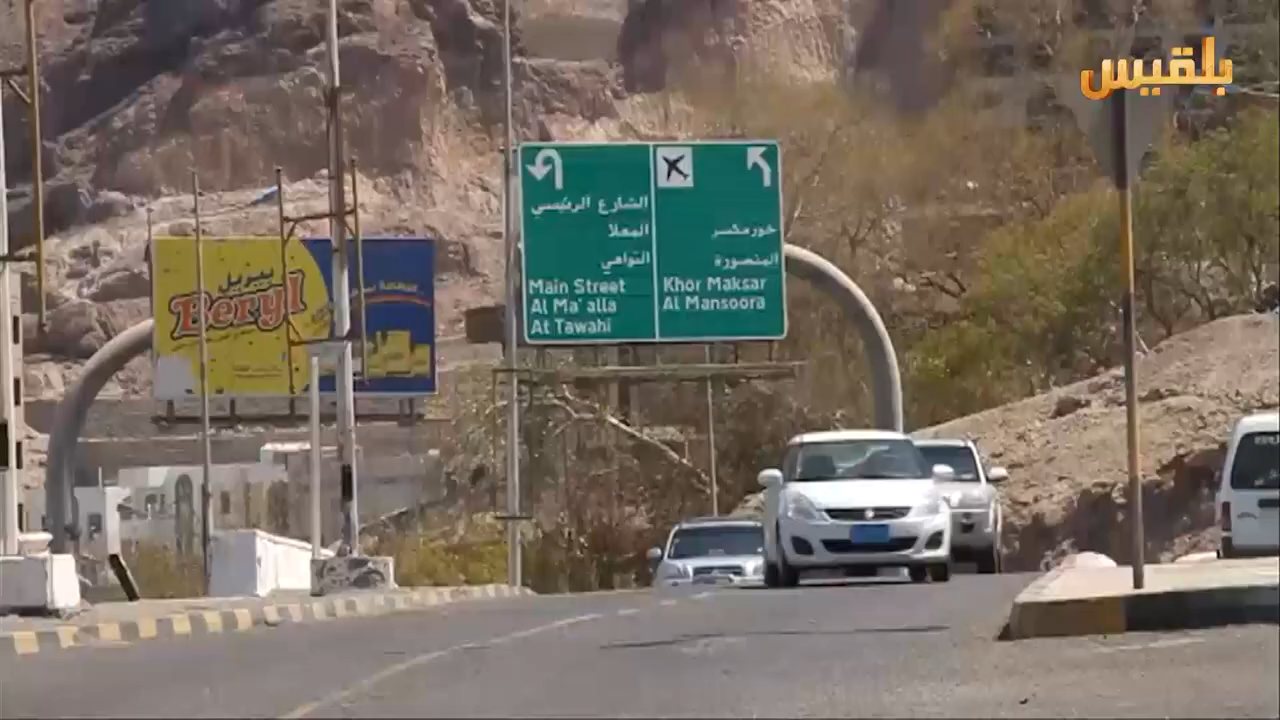 بلقيس
الشارع الرئيسي
المعلا
التواهي
Main Street
Al Ma'alla
At Tawahi
خورمكسر
المنصورة
Khor Maksar
Al Mansoora
بيريل
Beryl